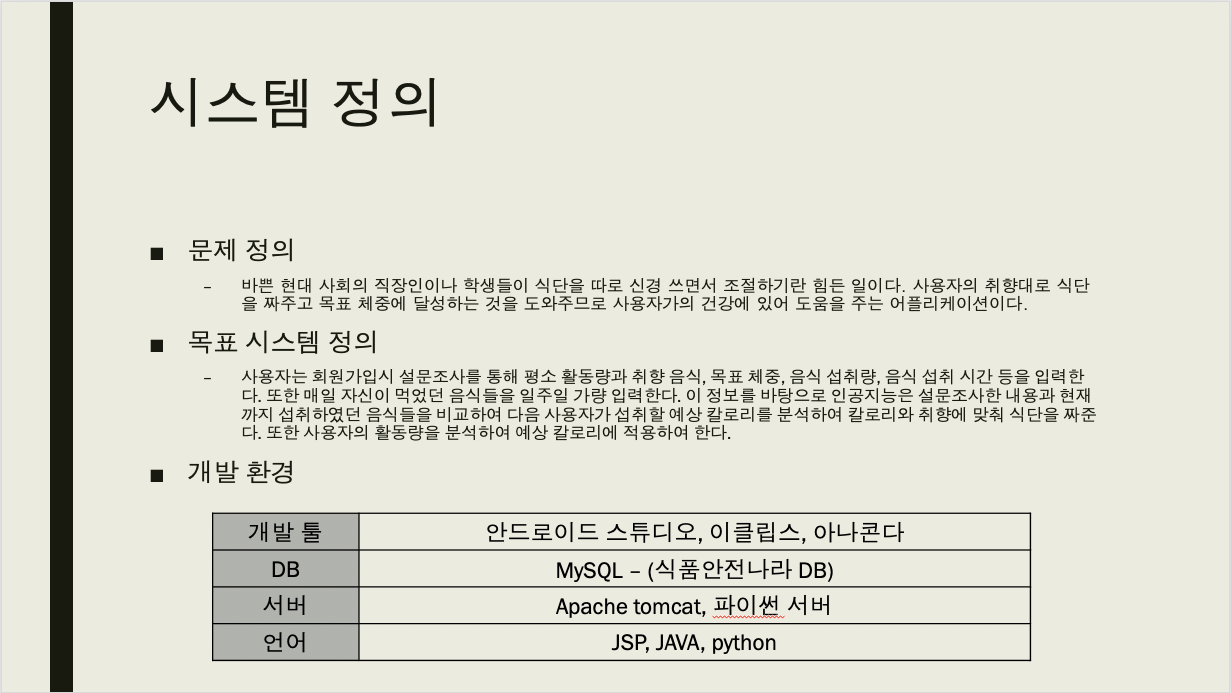 시스템 정의
■ 문제 정의
– 바쁜 현대 사회의 직장인이나 학생들이 식단을 따로 신경 쓰면서 조절하기란 힘든 일이다. 사용자의 취향대로 식단
을 짜주고 목표 체중에 달성하는 것을 도와주므로 사용자가의 건강에 있어 도움을 주는 어플리케이션이다.
■ 목표 시스템 정의
– 사용자는 회원가입시 설문조사를 통해 평소 활동량과 취향 음식, 목표 체중, 음식 섭취량, 음식 섭취 시간 등을 입력한
다. 또한 매일 자신이 먹었던 음식들을 일주일 가량 입력한다. 이 정보를 바탕으로 인공지능은 설문조사한 내용과 현재
까지 섭취하였던 음식들을 비교하여 다음 사용자가 섭취할 예상 칼로리를 분석하여 칼로리와 취향에 맞춰 식단을 짜준
다. 또한 사용자의 활동량을 분석하여 예상 칼로리에 적용하여 한다.
■ 개발 환경
개발 툴 안드로이드 스튜디오, 이클립스, 아나콘다
DB MySQL – (식품안전나라 DB)
서버 Apache tomcat, 파이썬 서버
언어 JSP, JAVA, python